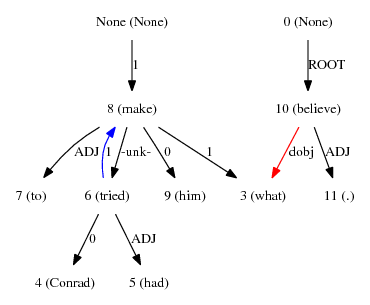 None (None) 0 (None)
1 ROOT
8 (make) 10 (believe)
ADJ 1 -unk- 0 1 dobj ADJ
7 (to) 6 (tried) 9 (him) 3 (what) 11 (.)
0 ADJ
4 (Conrad) 5 (had)